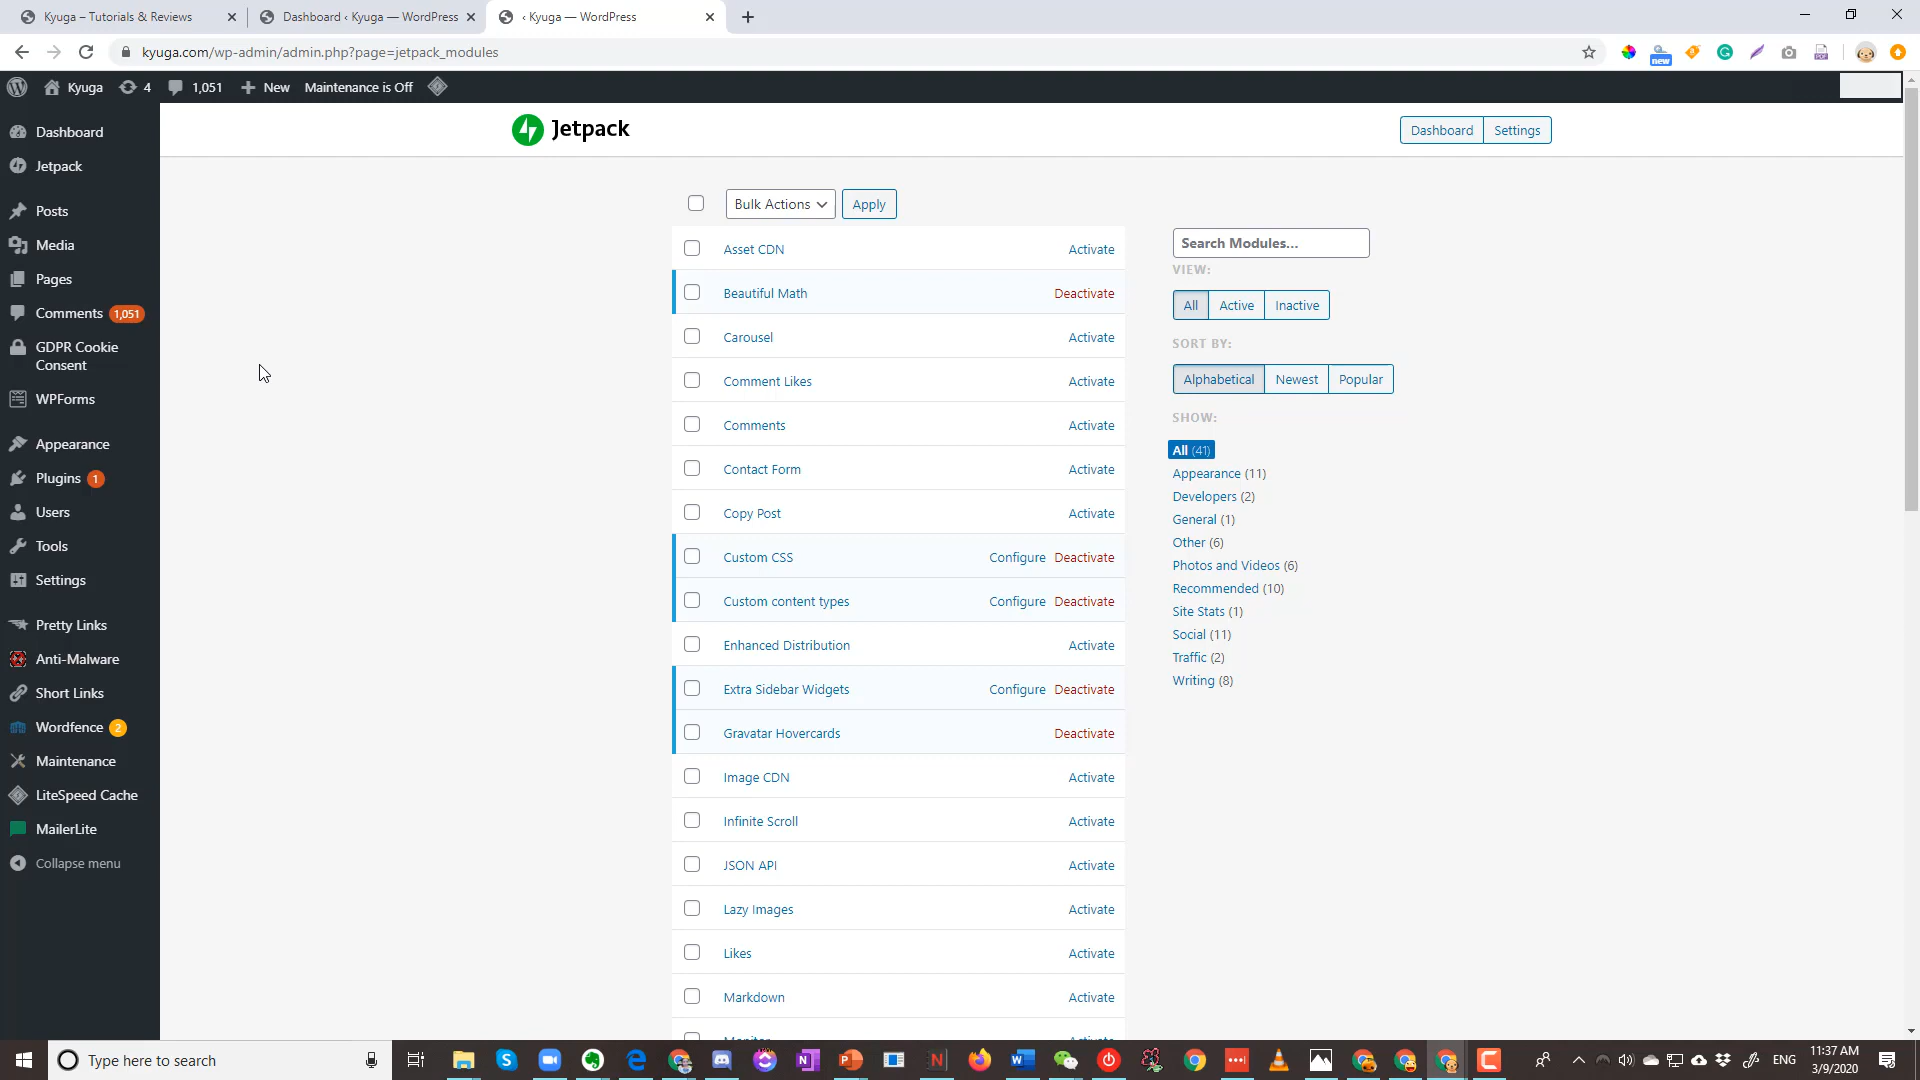 Kyuga – Tutorials & Reviews
Dashboard ‹ Kyuga — WordPress
‹ Kyuga — WordPress
kyuga.com/wp-admin/admin.php?page=jetpack_modules
new
Kyuga
4
1,051
New
Maintenance is Off
Dashboard
Jetpack
Posts
Media
Pages
Comments 1,051
GDPR Cookie
Consent
WPForms
Appearance
Plugins 1
Users
Tools
Settings
Pretty Links
Anti-Malware
Short Links
Wordfence 2
Maintenance
LiteSpeed Cache
MailerLite
Collapse menu
Jetpack
Dashboard
Settings
Bulk Actions
Apply
Asset CDN Activate
Beautiful Math Deactivate
Carousel Activate
Comment Likes Activate
Comments Activate
Contact Form Activate
Copy Post Activate
Custom CSS Configure Deactivate
Custom content types Configure Deactivate
Enhanced Distribution Activate
Extra Sidebar Widgets Configure Deactivate
Gravatar Hovercards Deactivate
Image CDN Activate
Infinite Scroll Activate
JSON API Activate
Lazy Images Activate
Likes Activate
Markdown Activate
Search Modules...
VIEW:
All Active Inactive
SORT BY:
Alphabetical Newest Popular
SHOW:
All (41)
Appearance (11)
Developers (2)
General (1)
Other (6)
Photos and Videos (6)
Recommended (10)
Site Stats (1)
Social (11)
Traffic (2)
Writing (8)
Type here to search
ENG
11:37 AM
3/9/2020